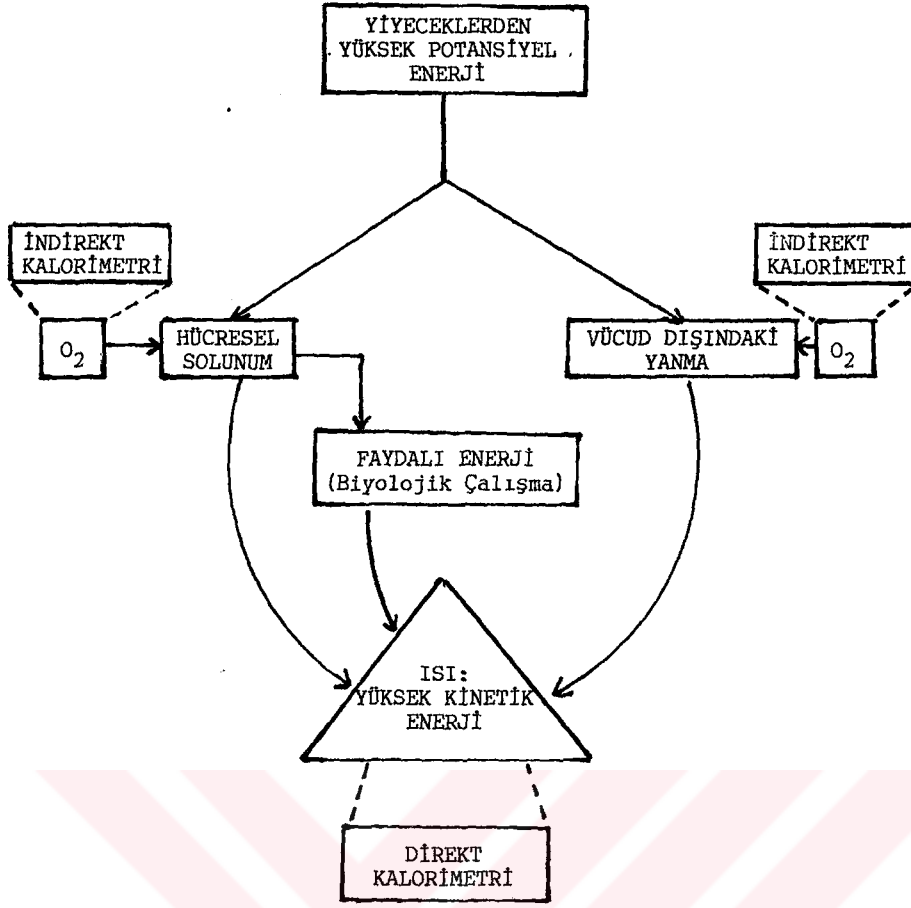 YİYECEKLERDEN
YÜKSEK POTANSİYEL
ENERJİ
İNDİREKT
KALORİMETRİ
İNDİREKT
KALORİMETRİ
O2
HÜCRESEL
SOLUNUM
VÜCUD DIŞINDAKİ
YANMA
O2
FAYDALI ENERJİ
(Biyolojik Çalışma)
ISI:
YÜKSEK KİNETİK
ENERJİ
DİREKT
KALORİMETRİ